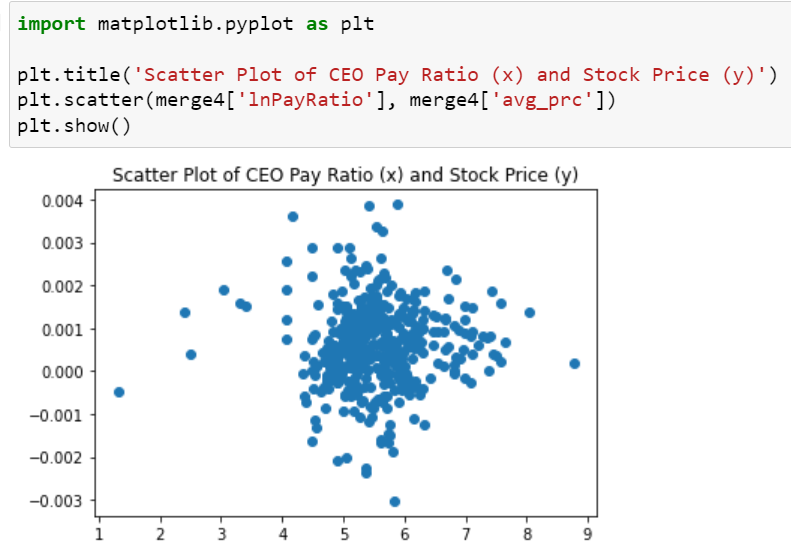 import matplotlib.pyplot as plt
plt.title('Scatter Plot of CEO Pay Ratio (x) and Stock Price (y)')
plt.scatter(merge4['lnPayRatio'], merge4['avg_prc'])
plt.show()
Scatter Plot of CEO Pay Ratio (x) and Stock Price (y)
0.004
0.003
0.002
0.001
0.000
−0.001
−0.002
−0.003
1 2 3 4 5 6 7 8 9